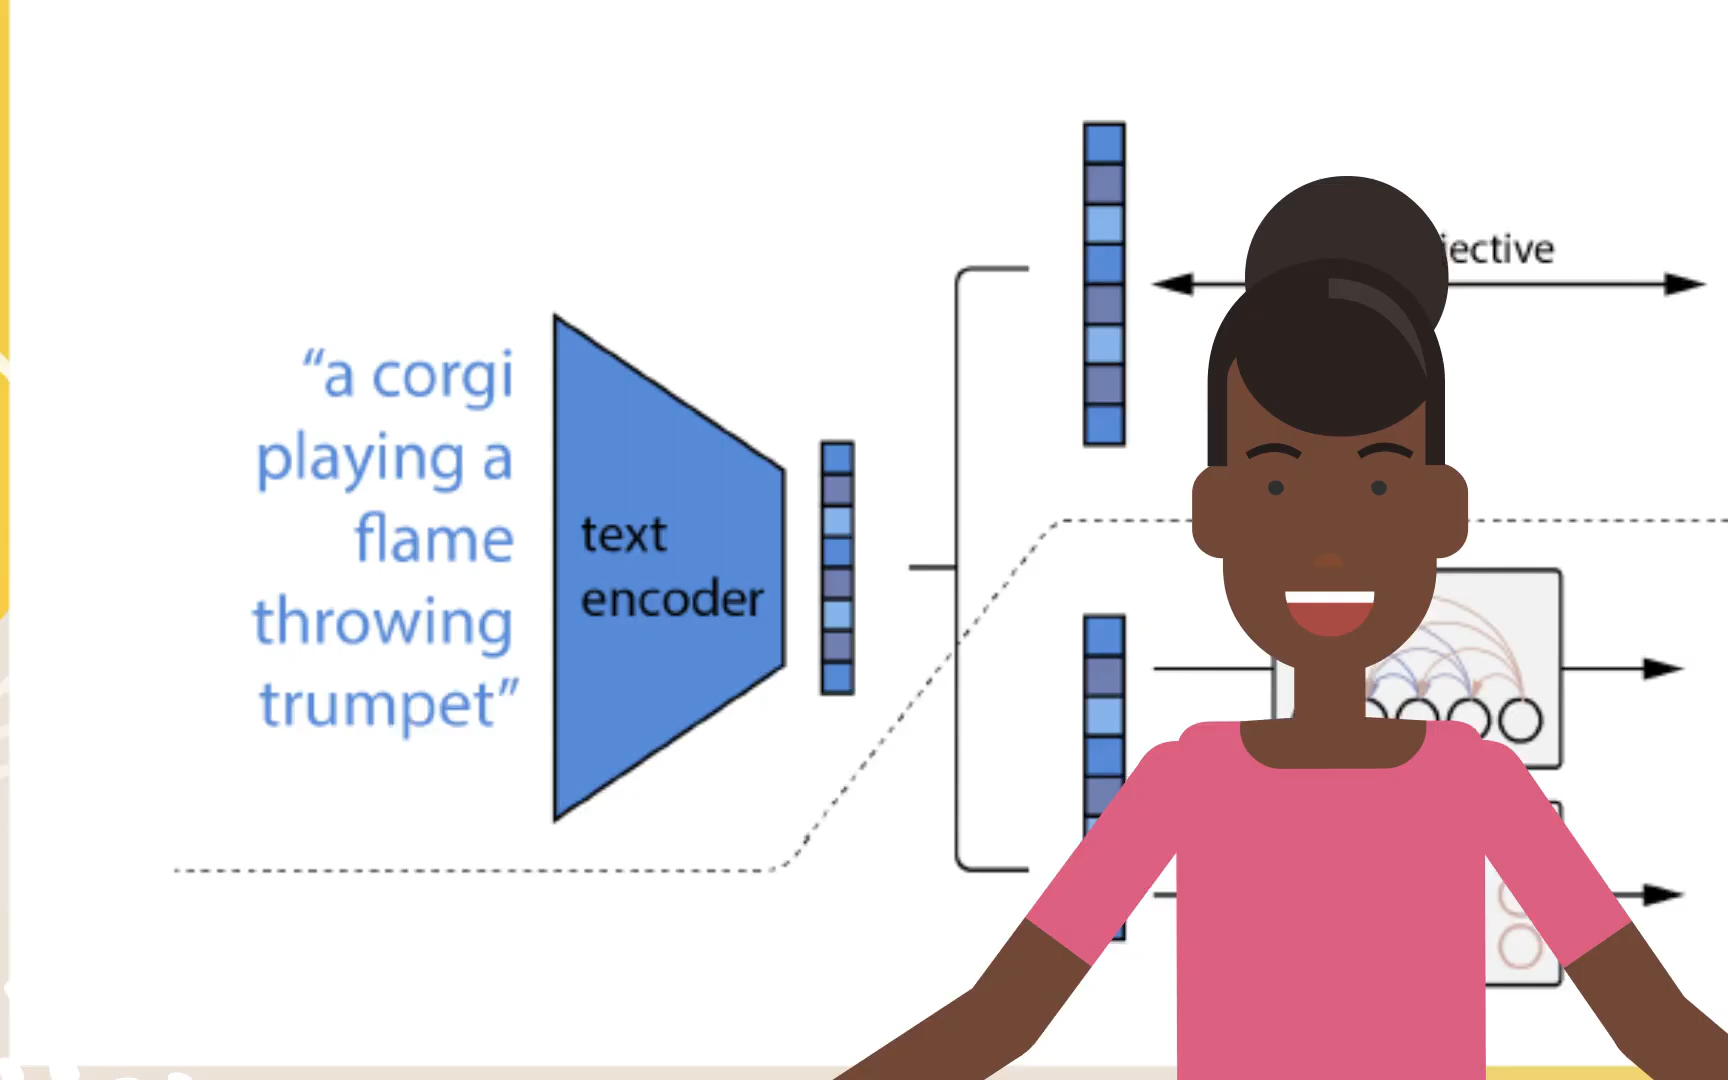 “a corgi
playing a
flame
throwing
trumpet”
text
encoder